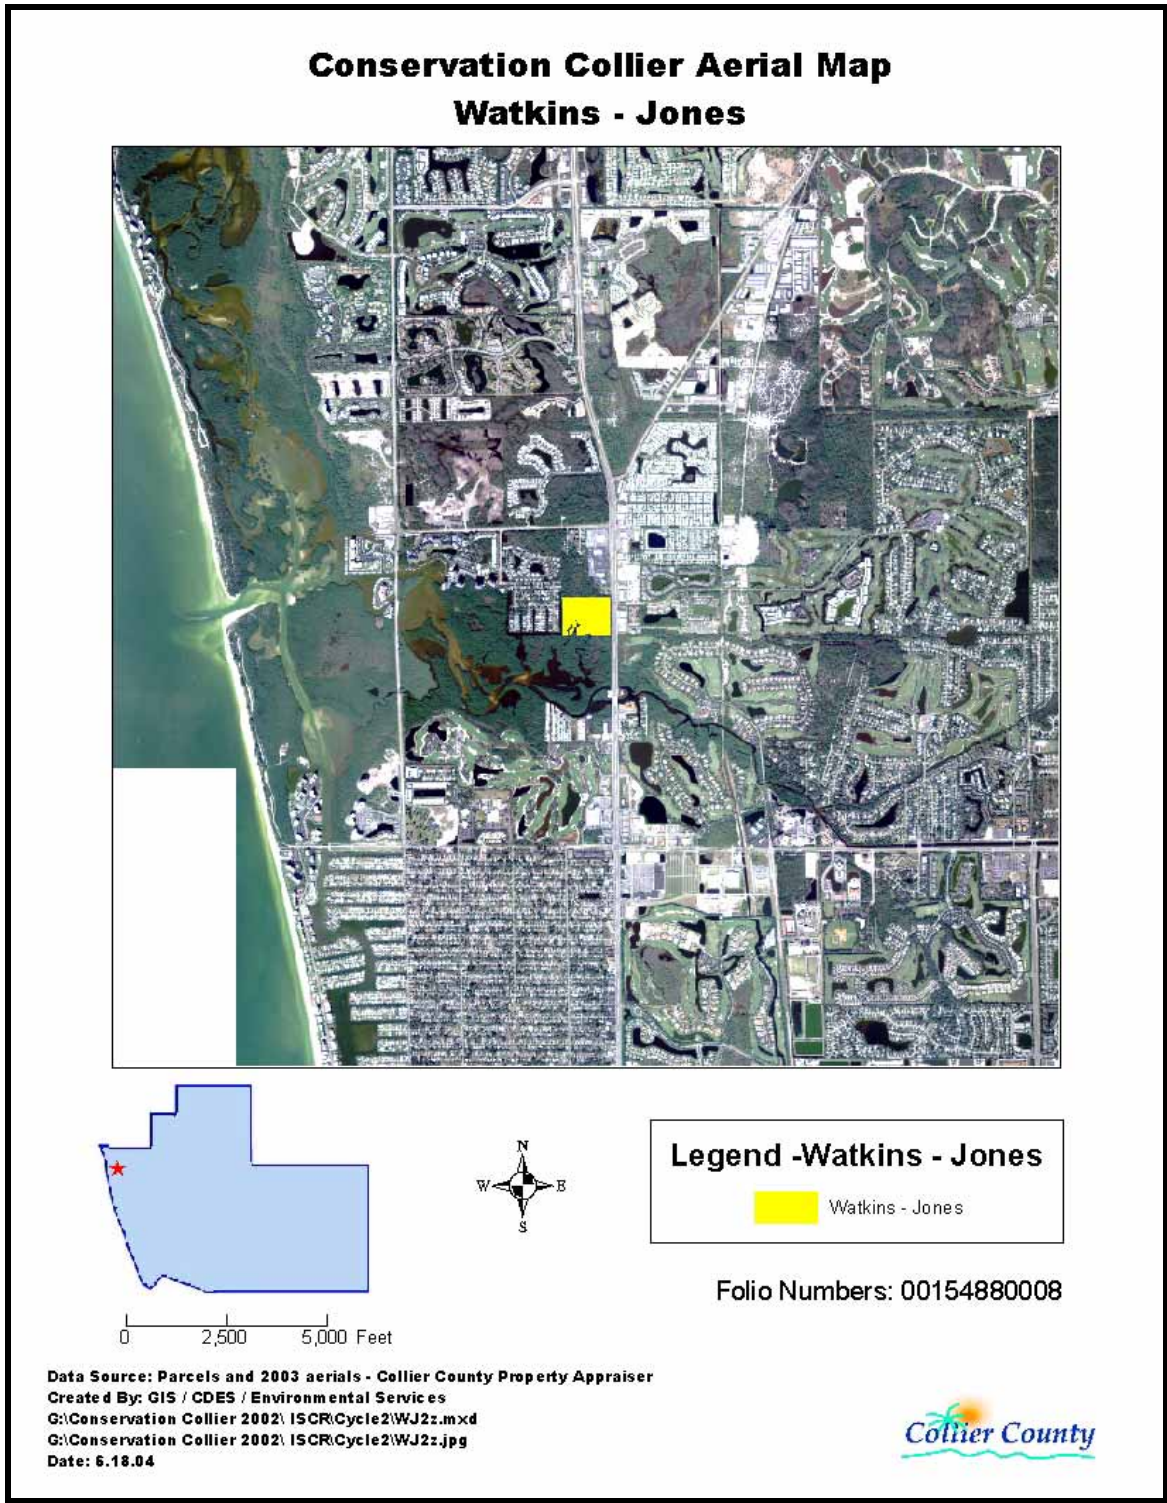 Conservation Collier Aerial Map
Watkins - Jones
N
W E
S
Legend -Watkins - Jones
Watkins - Jones
Folio Numbers: 00154880008
0 2,500 5,000 Feet
Data Source: Parcels and 2003 aerials - Collier County Property Appraiser
Created By: GIS / CDES / Environmental Services
G:\Conservation Collier 2002\ ISCR\Cycle2\WJ2z.mxd
G:\Conservation Collier 2002\ ISCR\Cycle2\WJ2z.jpg
Date: 6.18.04
Collier County